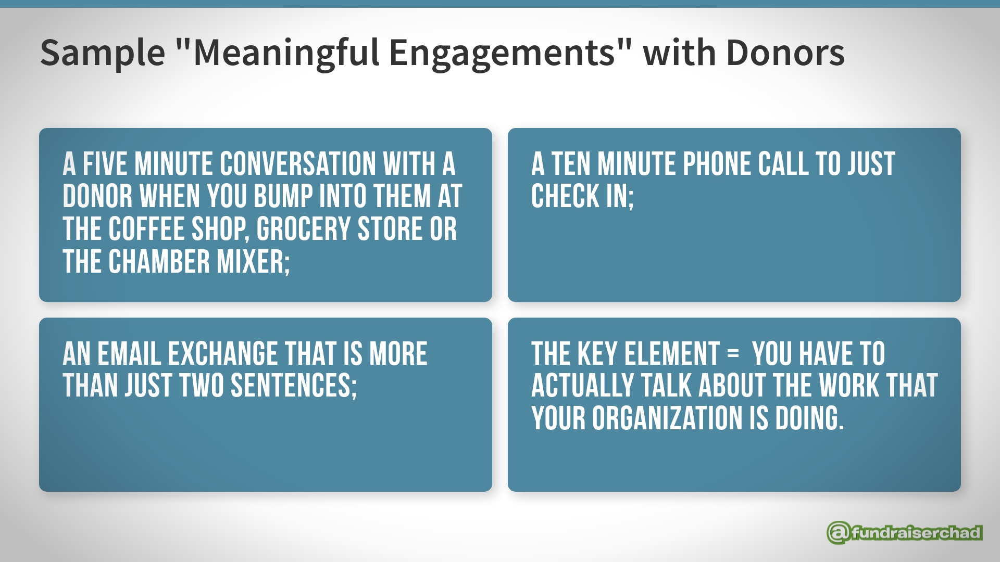 Sample "Meaningful Engagements" with Donors
A FIVE MINUTE CONVERSATION WITH A
DONOR WHEN YOU BUMP INTO THEM AT
THE COFFEE SHOP, GROCERY STORE OR
THE CHAMBER MIXER;
A TEN MINUTE PHONE CALL TO JUST
CHECK IN;
AN EMAIL EXCHANGE THAT IS MORE
THAN JUST TWO SENTENCES;
THE KEY ELEMENT =  YOU HAVE TO
ACTUALLY TALK ABOUT THE WORK THAT
YOUR ORGANIZATION IS DOING.
@fundraiserchad